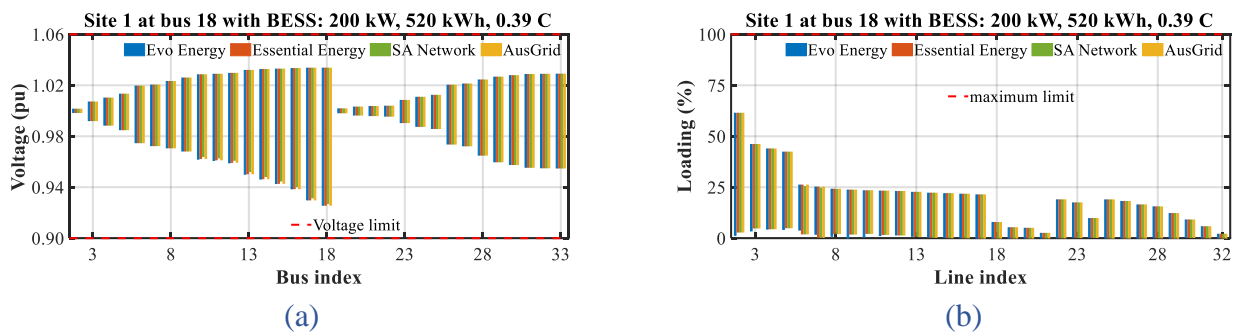 Site 1 at bus 18 with BESS: 200 kW, 520 kWh, 0.39 C
1.06
Evo Energy Essential Energy SA Network AusGrid
1.02
0.98
0.94
0.90
Voltage (pu)
Voltage limit
3 8 13 18 23 28 33
Bus index
(a)
Site 1 at bus 18 with BESS: 200 kW, 520 kWh, 0.39 C
100
Evo Energy Essential Energy SA Network AusGrid
75
maximum limit
50
25
0
Loading (%)
3 8 13 18 23 28 32
Line index
(b)